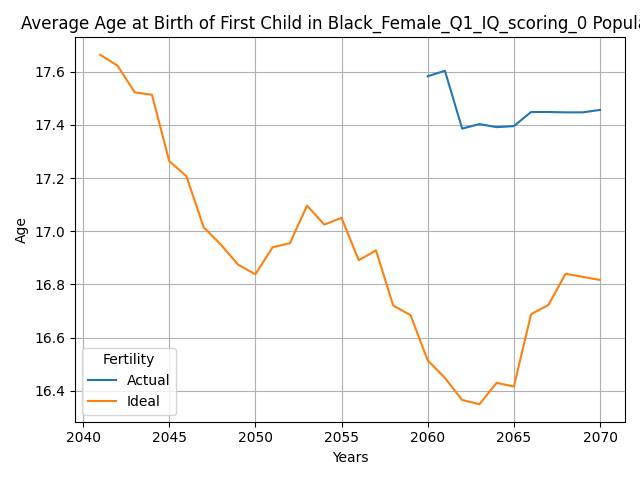 Average Age at Birth of First Child in Black_Female_Q1_IQ_scoring_0 Popula
17.6
17.4
17.2
17.0
16.8
16.6
16.4
Age
Fertility
Actual
Ideal
2040 2045 2050 2055 2060 2065 2070
Years